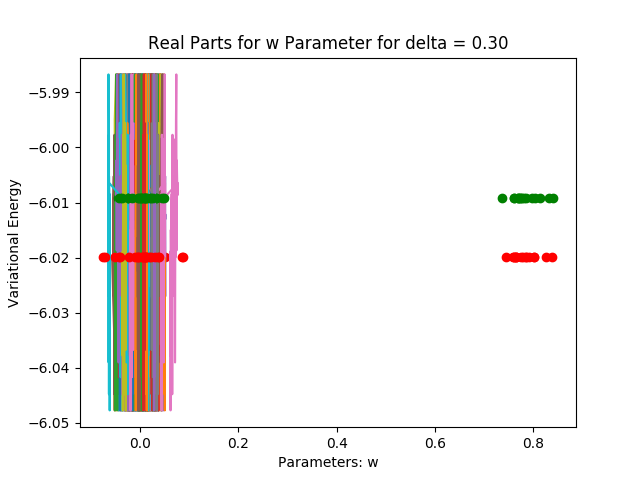 Real Parts for w Parameter for delta = 0.30
−5.99
−6.00
−6.01
−6.02
−6.03
−6.04
−6.05
Variational Energy
0.0 0.2 0.4 0.6 0.8
Parameters: w